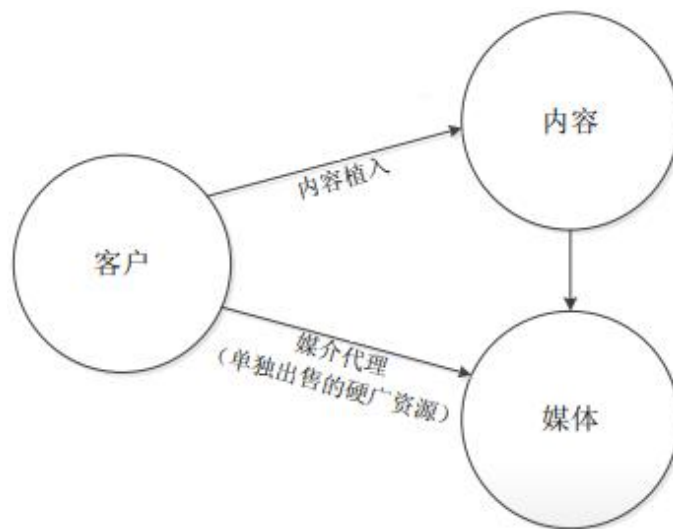 内容
内容植入
客户
媒介代理
（单独出售的硬广资源）
媒体